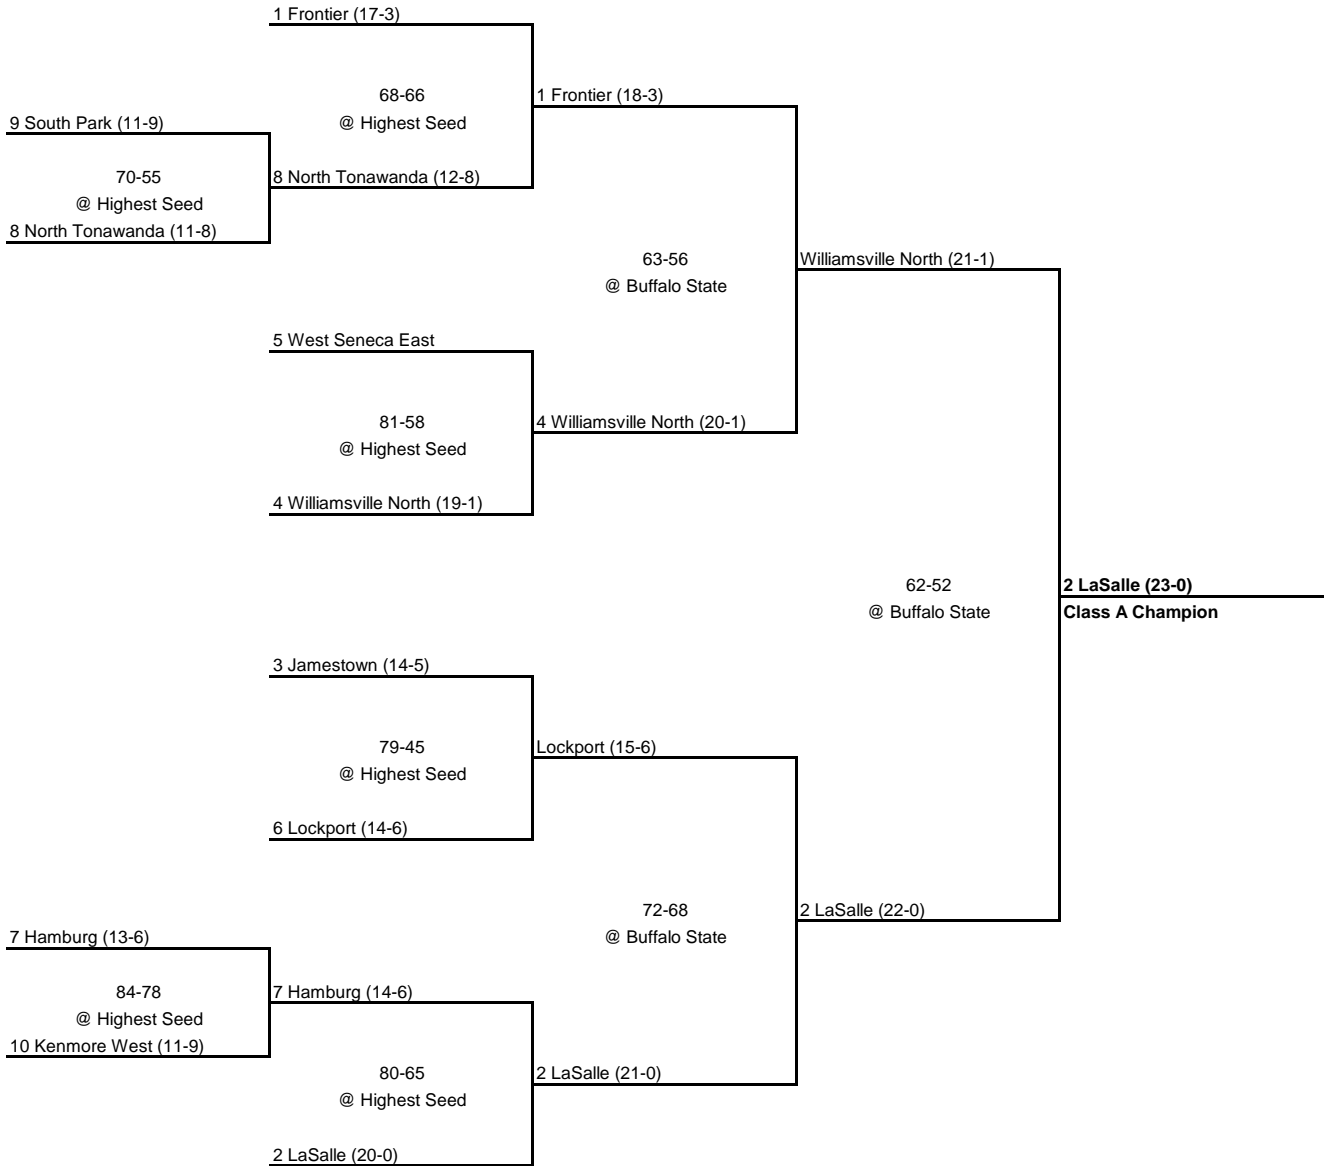 1 Frontier (17-3)
68-66
1 Frontier (18-3)
9 South Park (11-9)
@ Highest Seed
70-55
8 North Tonawanda (12-8)
@ Highest Seed
8 North Tonawanda (11-8)
63-56
Williamsville North (21-1)
@ Buffalo State
5 West Seneca East
81-58
4 Williamsville North (20-1)
@ Highest Seed
4 Williamsville North (19-1)
62-52
2 LaSalle (23-0)
@ Buffalo State
Class A Champion
3 Jamestown (14-5)
79-45
Lockport (15-6)
@ Highest Seed
6 Lockport (14-6)
72-68
2 LaSalle (22-0)
7 Hamburg (13-6)
@ Buffalo State
84-78
7 Hamburg (14-6)
@ Highest Seed
10 Kenmore West (11-9)
80-65
2 LaSalle (21-0)
@ Highest Seed
2 LaSalle (20-0)